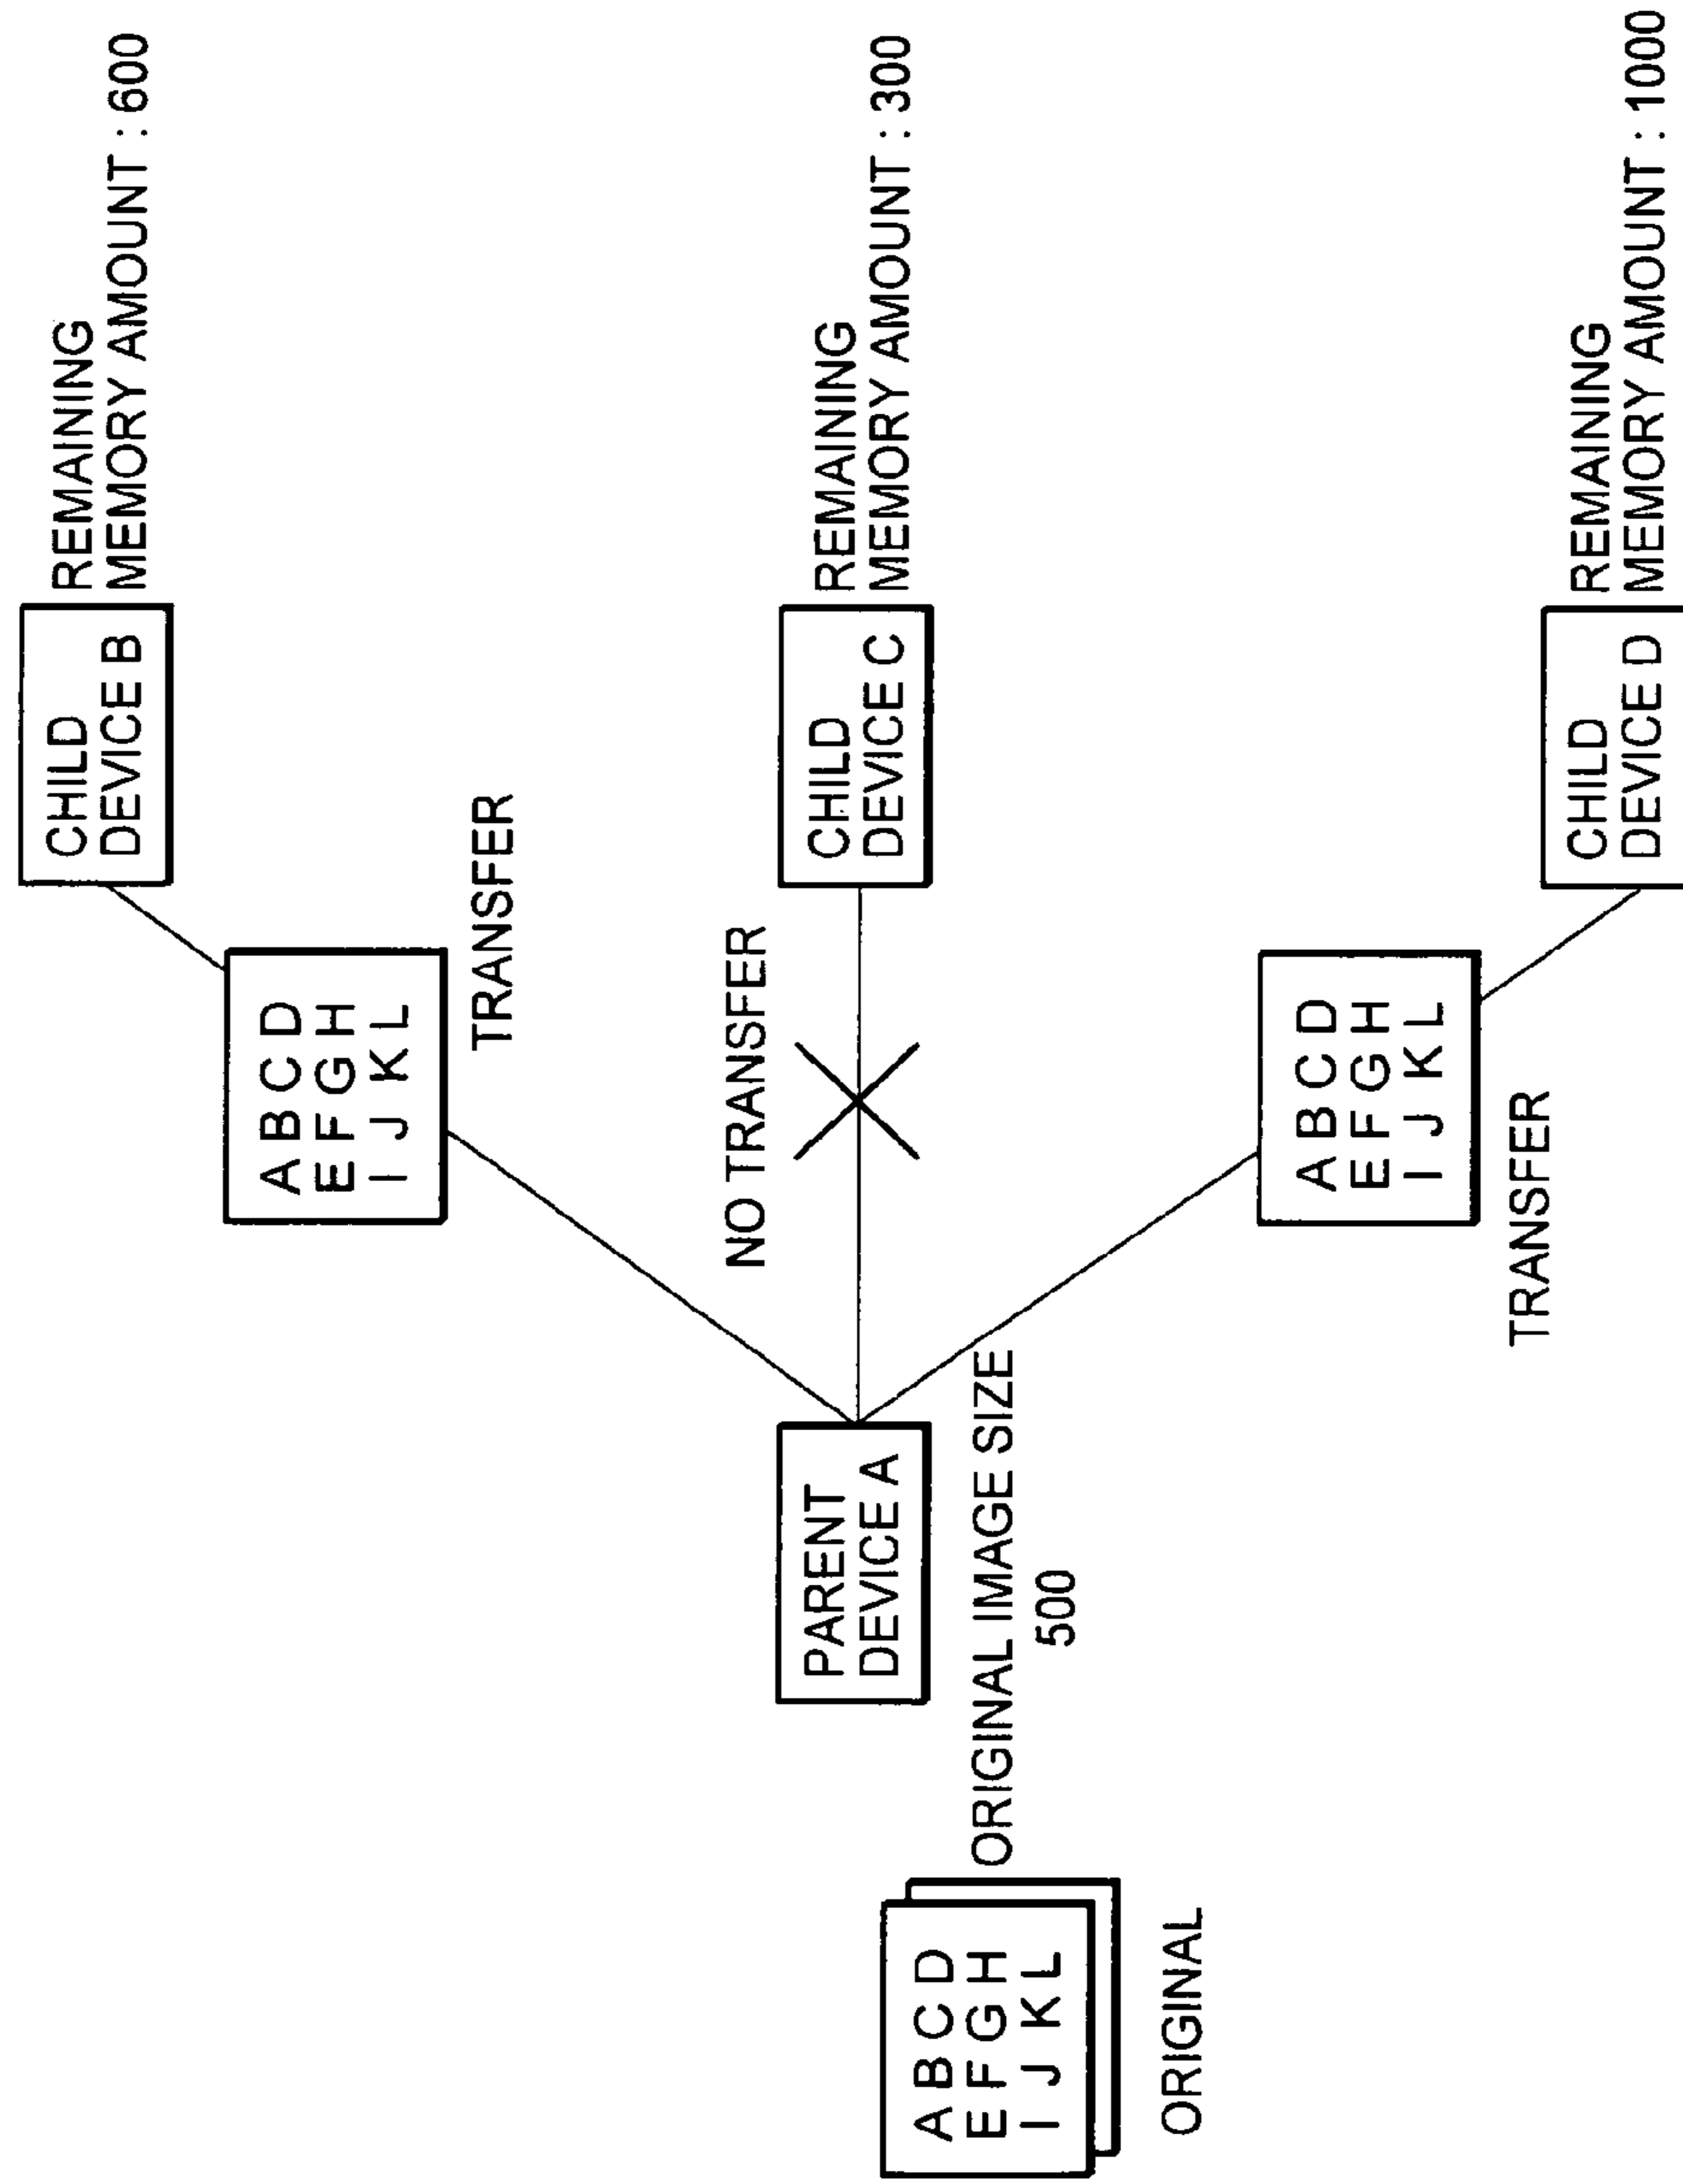 CHILD
DEVICE B
REMAINING
MEMORY AMOUNT : 600
A B C D
E F G H
I J K L
TRANSFER
NO TRANSFER
PARENT
DEVICE A
CHILD
DEVICE C
REMAINING
MEMORY AMOUNT : 300
A B C D
E F G H
I J K L
ORIGINAL
ORIGINAL IMAGE SIZE
500
A B C D
E F G H
I J K L
TRANSFER
CHILD
DEVICE D
REMAINING
MEMORY AMOUNT : 1000